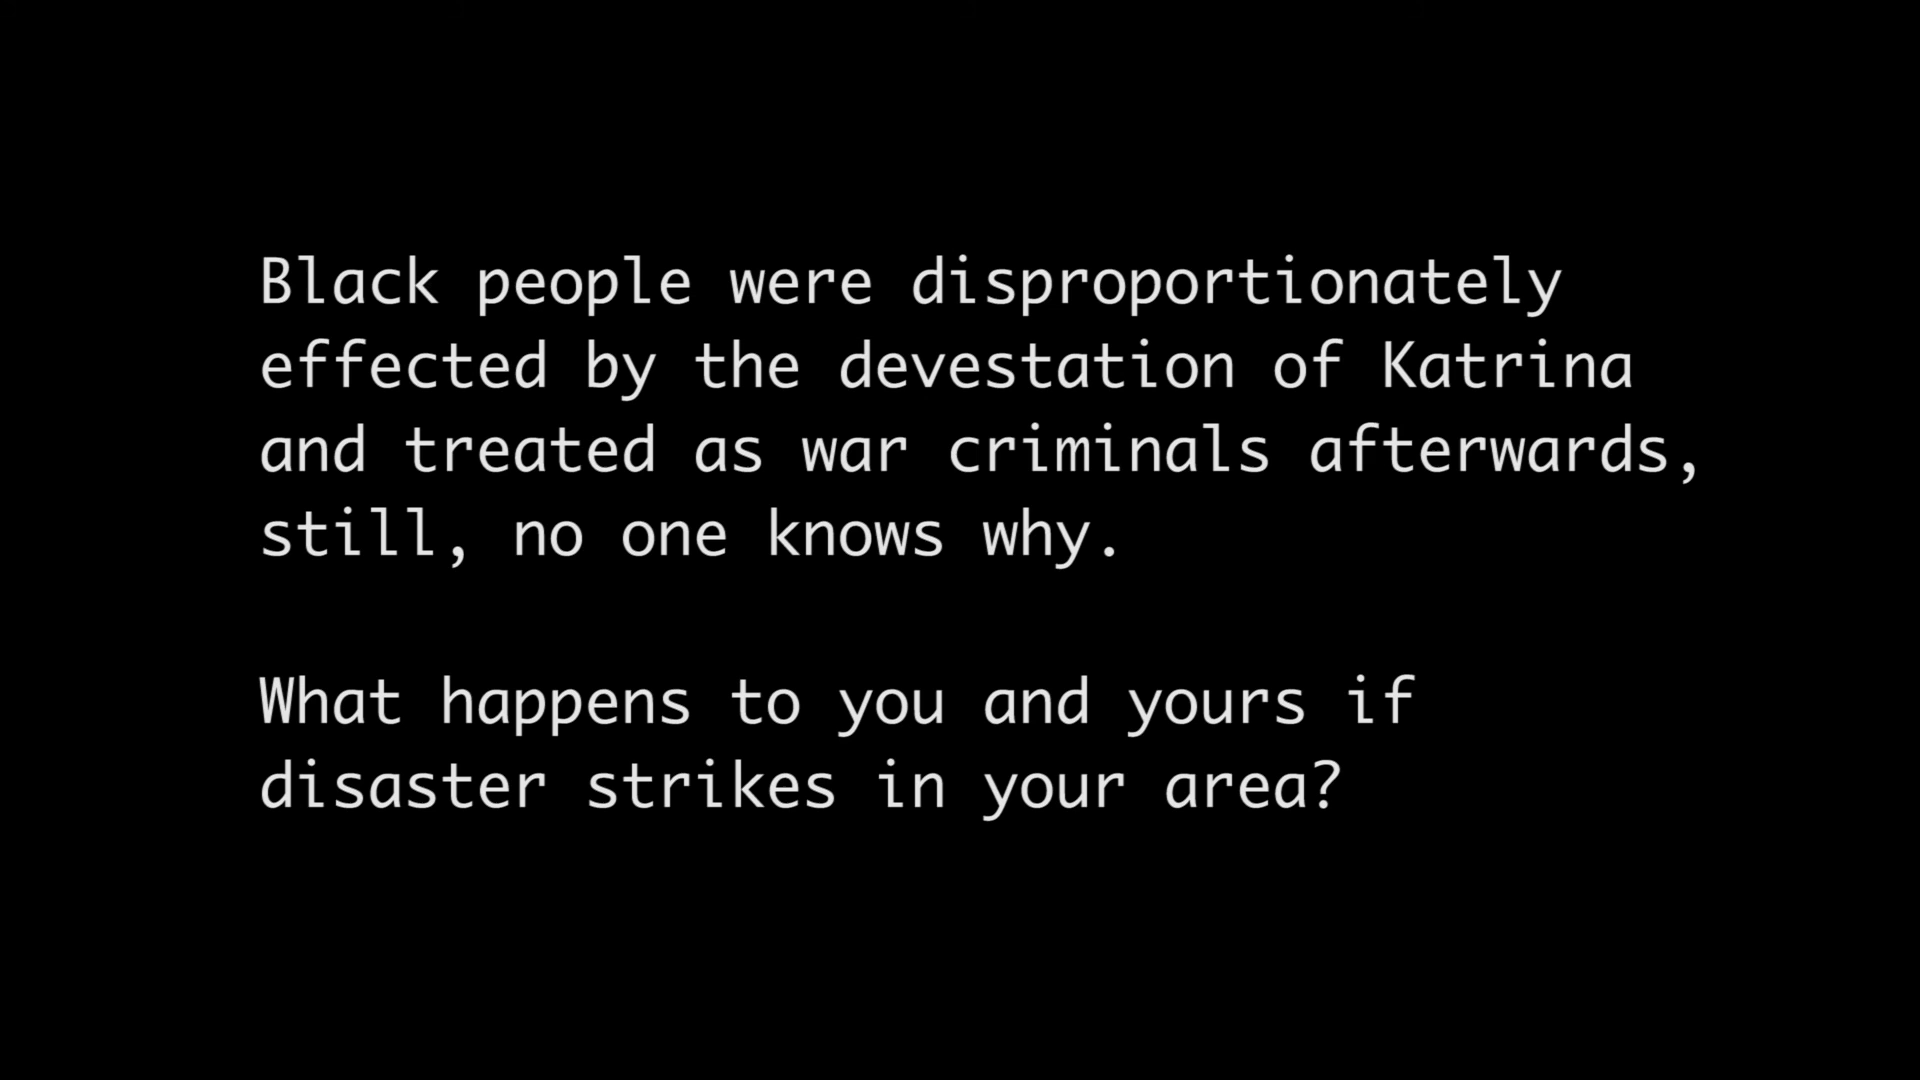 Black people were disproportionately
effected by the devestation of Katrina
and treated as war criminals afterwards,
still, no one knows why.
What happens to you and yours if
disaster strikes in your area?